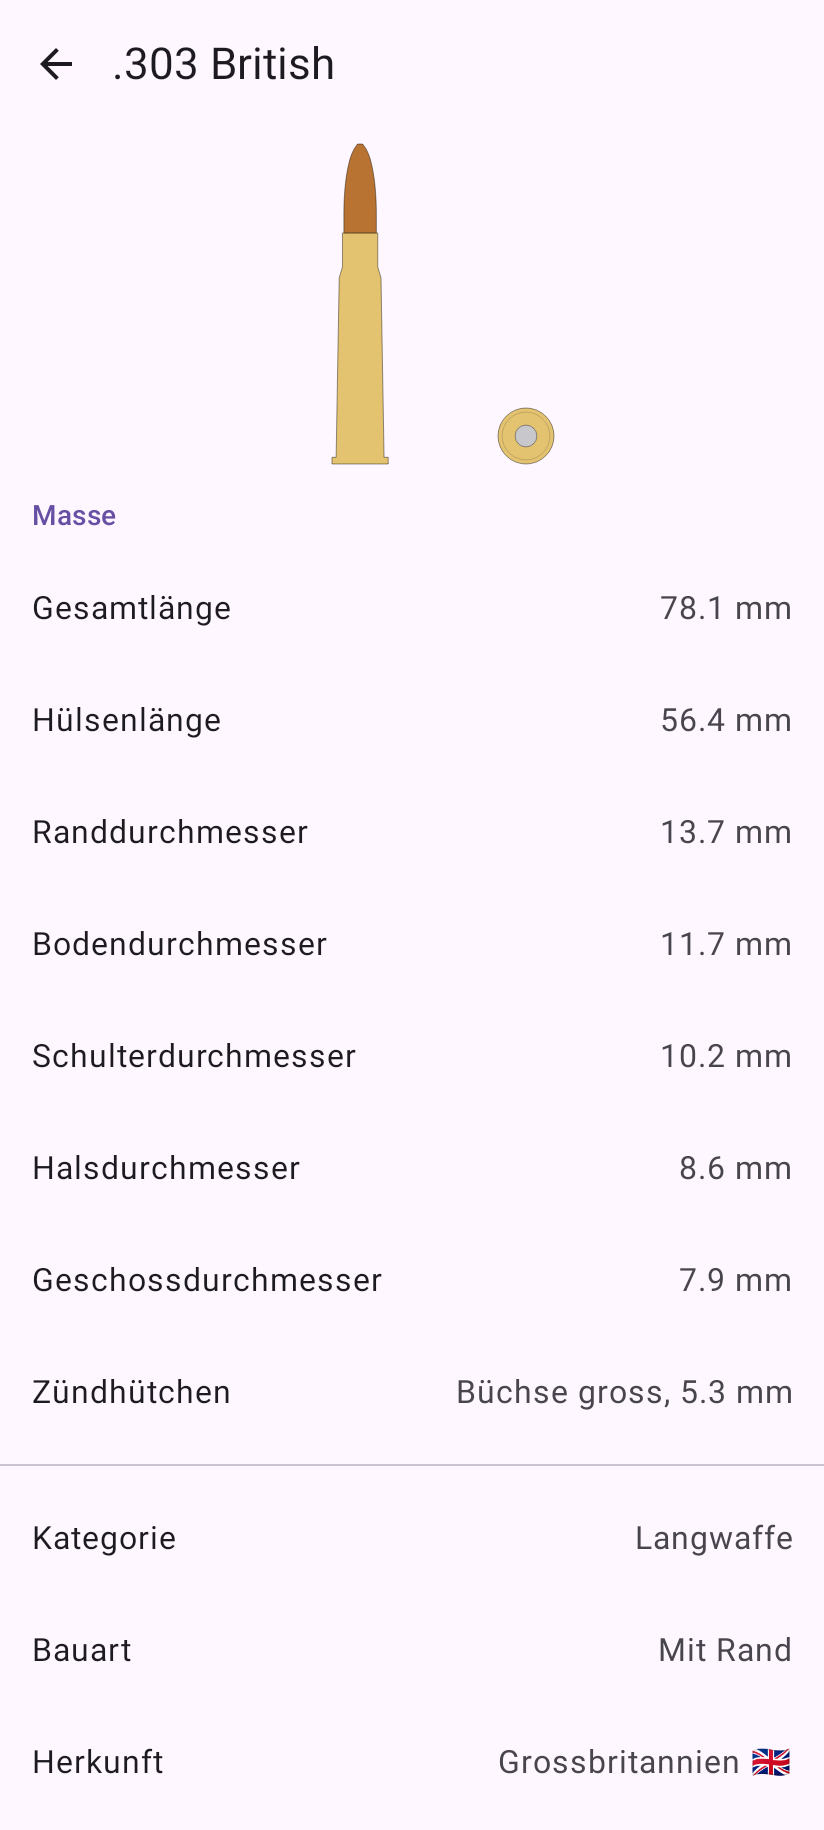 .303 British
Masse
Gesamtlänge 78.1 mm
Hülsenlänge 56.4 mm
Randdurchmesser 13.7 mm
Bodendurchmesser 11.7 mm
Schulterdurchmesser 10.2 mm
Halsdurchmesser 8.6 mm
Geschossdurchmesser 7.9 mm
Zündhütchen Büchse gross, 5.3 mm
Kategorie Langwaffe
Bauart Mit Rand
Herkunft Grossbritannien 🇬🇧